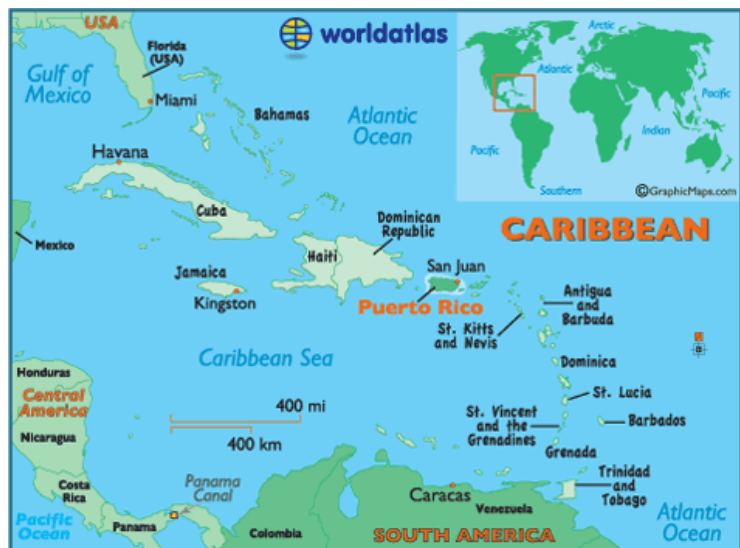 USA
worldatlas
Florida
(USA)
Gulf of
Mexico
Miami
Bahamas
Atlantic
Ocean
Arctic
Atlantic
Pacific
Indian
Pacific
Southern
©GraphicMaps.com
Havana
Cuba
Mexico
Dominican
Republic
Haiti
CARIBBEAN
Jamaica
Kingston
San Juan
Puerto Rico
St. Kitts
and Nevis
Antigua
and
Barbuda
Caribbean Sea
Dominica
Honduras
Central
America
400 mi
400 km
St. Lucia
St. Vincent
and the
Grenadines
Barbados
Nicaragua
Grenada
Costa
Rica
Panama
Canal
Trinidad
and
Tobago
Caracas
Venezuela
Pacific
Ocean
Panama
Colombia
SOUTH AMERICA
Atlantic
Ocean